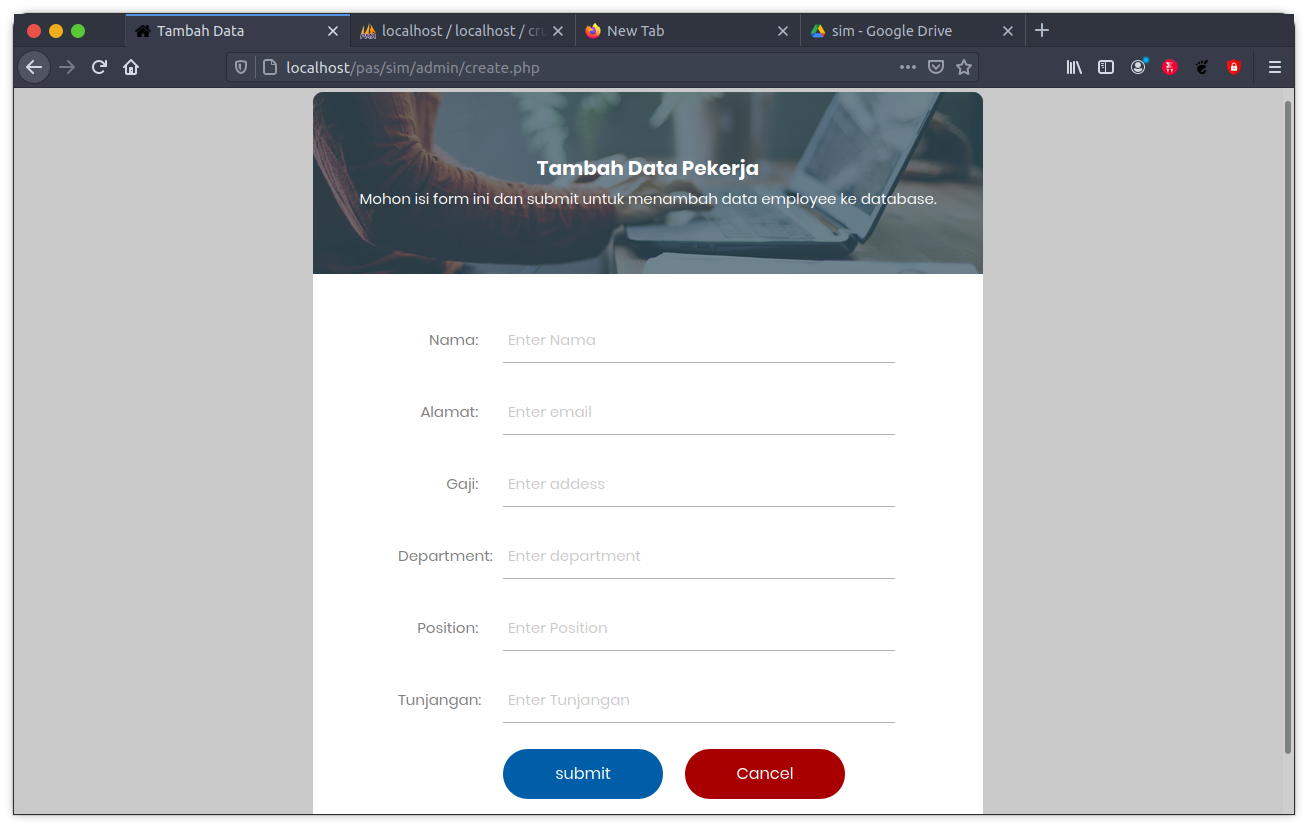 Tambah Data
localhost / localhost / cru
New Tab
sim - Google Drive
localhost/pas/sim/admin/create.php
Tambah Data Pekerja
Mohon isi form ini dan submit untuk menambah data employee ke database.
Nama: Enter Nama
Alamat: Enter email
Gaji: Enter addess
Department: Enter department
Position: Enter Position
Tunjangan: Enter Tunjangan
submit Cancel